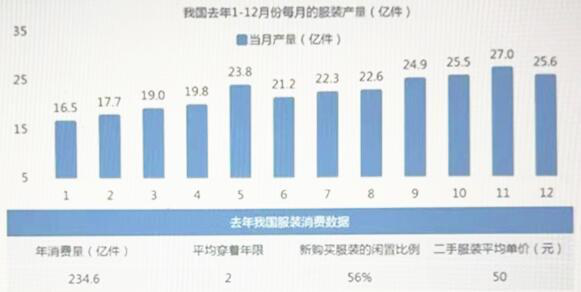 我国去年1-12月份每月的服装产量（亿件）
当月产量（亿件）
35
25
15
5
16.5 17.7 19.0 19.8 23.8 21.2 22.3 22.6 24.9 25.5 27.0 25.6
1 2 3 4 5 6 7 8 9 10 11 12
去年我国服装消费数据
年消费量（亿件） 平均穿着年限 新购买服装的闲置比例 二手服装平均单价（元）
234.6 2 56% 50